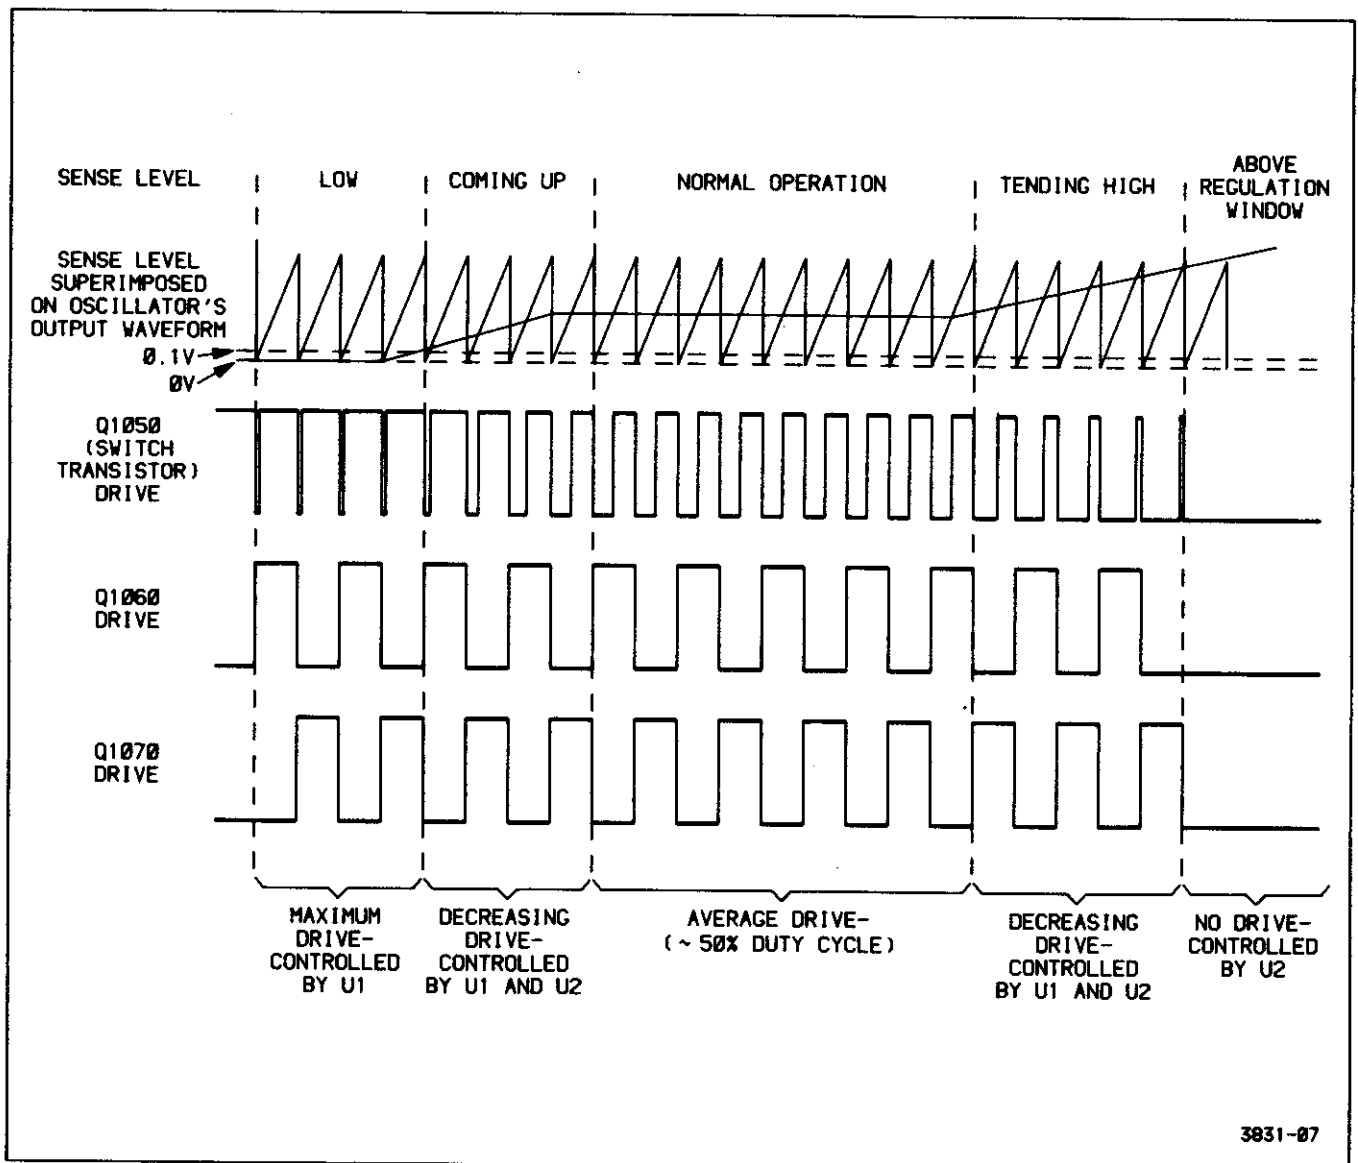 SENSE LEVEL
LOW
COMING UP
NORMAL OPERATION
TENDING HIGH
ABOVE
REGULATION
WINDOW
SENSE LEVEL
SUPERIMPOSED
ON OSCILLATOR'S
OUTPUT WAVEFORM
0.1V
0V
Q1050
(SWITCH
TRANSISTOR)
DRIVE
Q1060
DRIVE
Q1070
DRIVE
MAXIMUM
DRIVE-
CONTROLLED
BY U1
DECREASING
DRIVE-
CONTROLLED
BY U1 AND U2
AVERAGE DRIVE-
(~50% DUTY CYCLE)
DECREASING
DRIVE-
CONTROLLED
BY U1 AND U2
NO DRIVE-
CONTROLLED
BY U2
3831-07